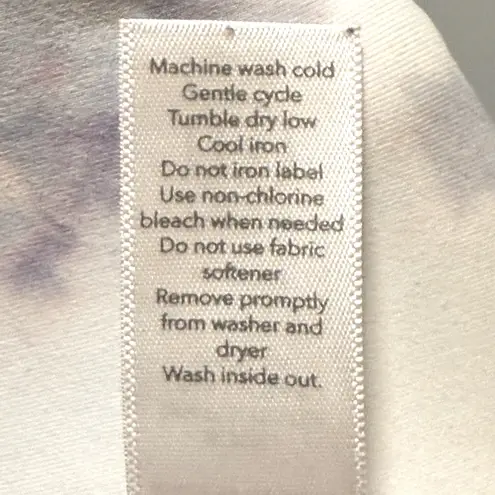 Machine wash cold
Gentle cycle
Tumble dry low
Cool iron
Do not iron label
Use non-chlorine
bleach when needed
Do not use fabric
softener
Remove promptly
from washer and
dryer
Wash inside out.